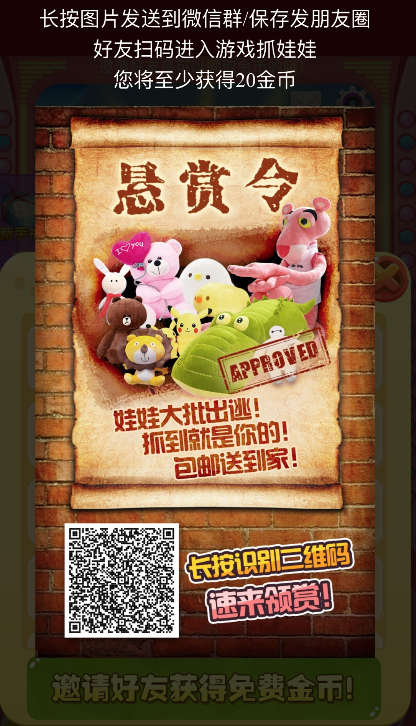 长按图片发送到微信群/保存发朋友圈
好友扫码进入游戏抓娃娃
您将至少获得20金币
悬赏令
I ♥ you
APPROVED
娃娃大批出逃!
抓到就是你的!
包邮送到家!
长按识别二维码
速来领赏!
邀请好友获得免费金币!